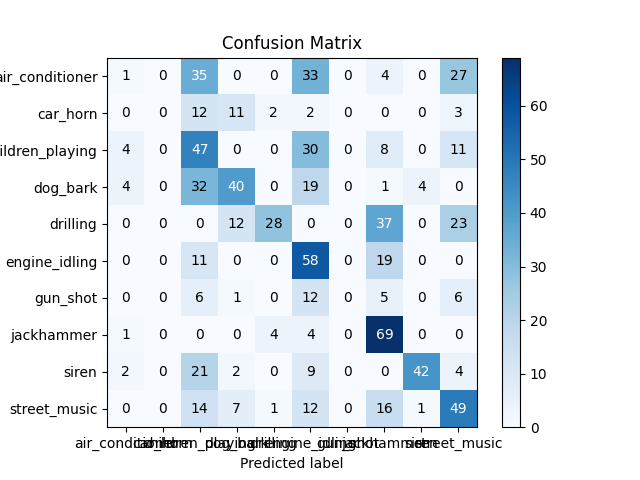 Confusion Matrix
air_conditioner 1 0 35 0 0 33 0 4 0 27
car_horn 0 0 12 11 2 2 0 0 0 3
ildren_playing 4 0 47 0 0 30 0 8 0 11
dog_bark 4 0 32 40 0 19 0 1 4 0
drilling 0 0 0 12 28 0 0 37 0 23
engine_idling 0 0 11 0 0 58 0 19 0 0
gun_shot 0 0 6 1 0 12 0 5 0 6
jackhammer 1 0 0 0 4 4 0 69 0 0
siren 2 0 21 2 0 9 0 0 42 4
street_music 0 0 14 7 1 12 0 16 1 49
60
50
40
30
20
10
0
street_music
Predicted label